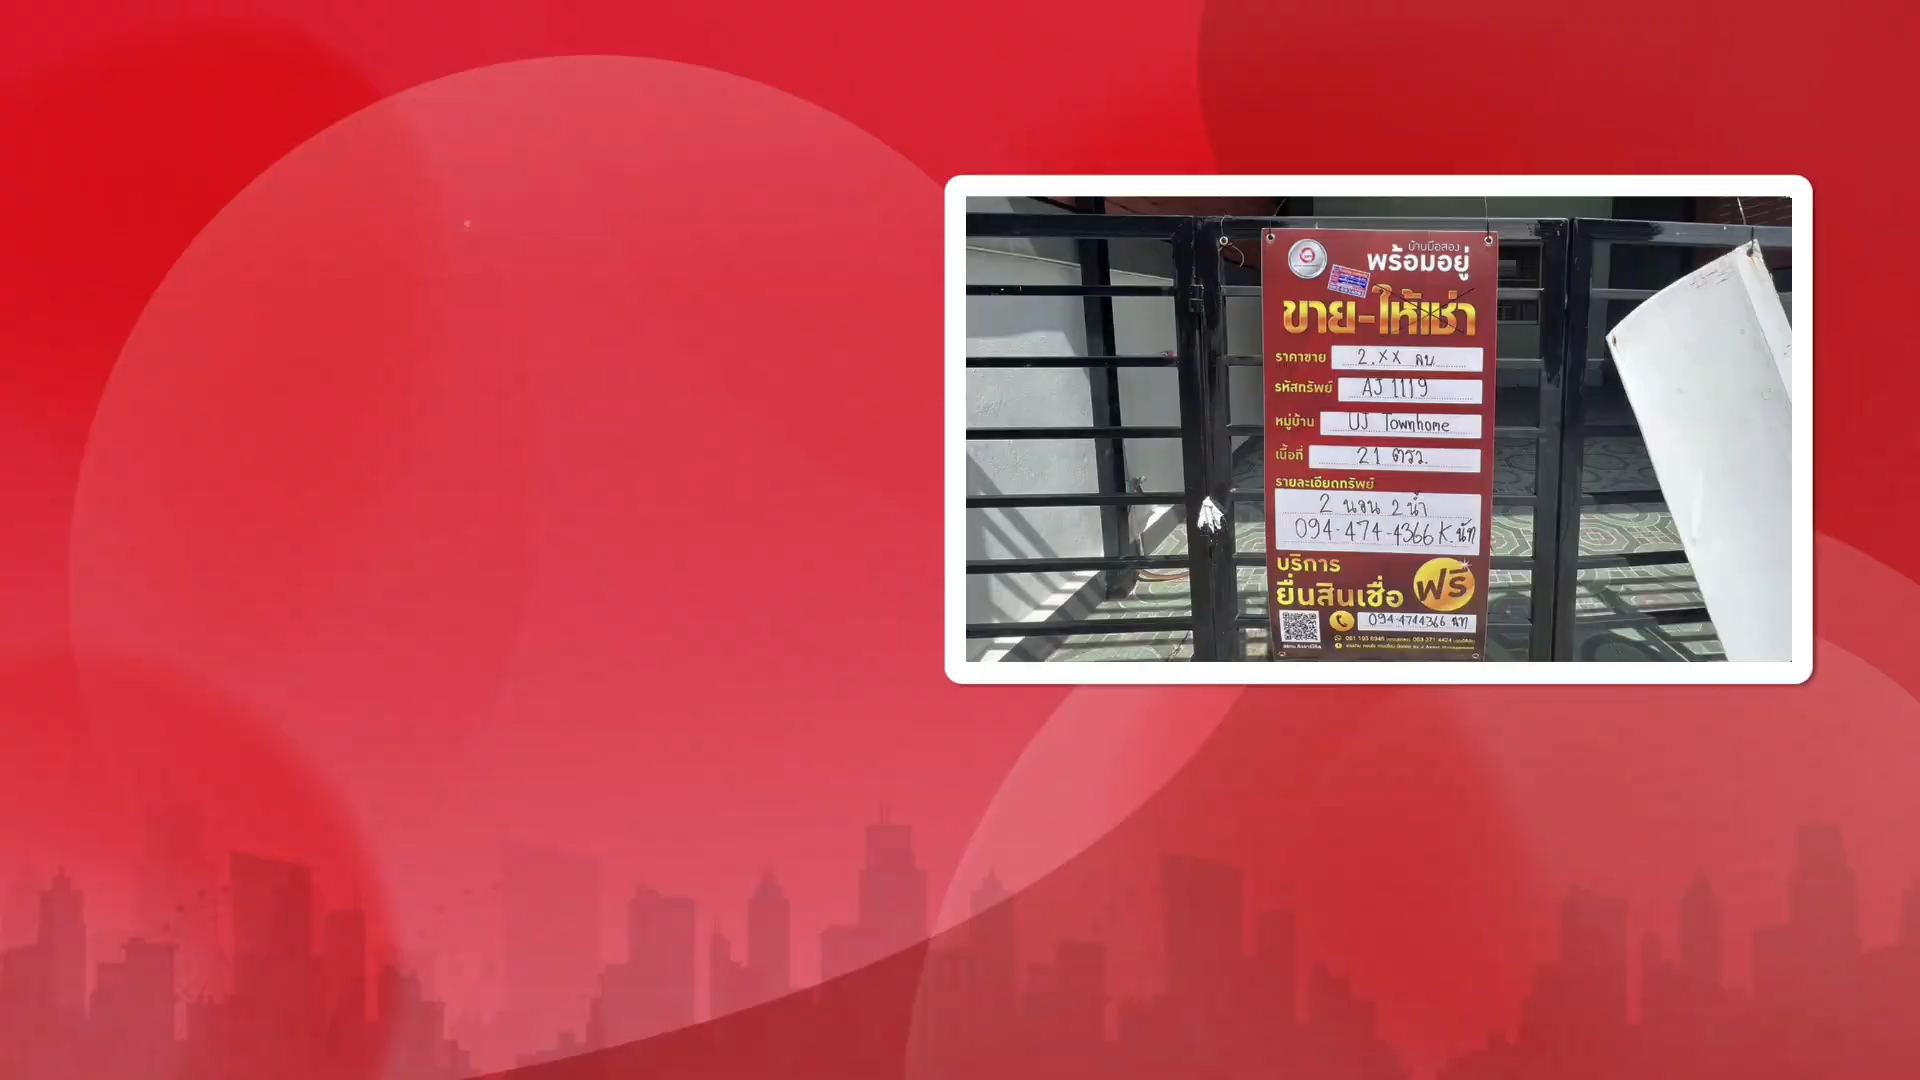 บ้านมือสอง
พร้อมอยู่
ขาย-ให้เช่า
ราคาขาย 2.XX ลบ
รหัสทรัพย์ AJ 1119
หมู่บ้าน UJ Townhome
เนื้อที่ 21 ตรว.
รายละเอียดทรัพย์
2 นอน 2 น้ำ
094-474-4366 K.นัท
บริการ
ยื่นสินเชื่อ ฟรี
094-4744366 นัท